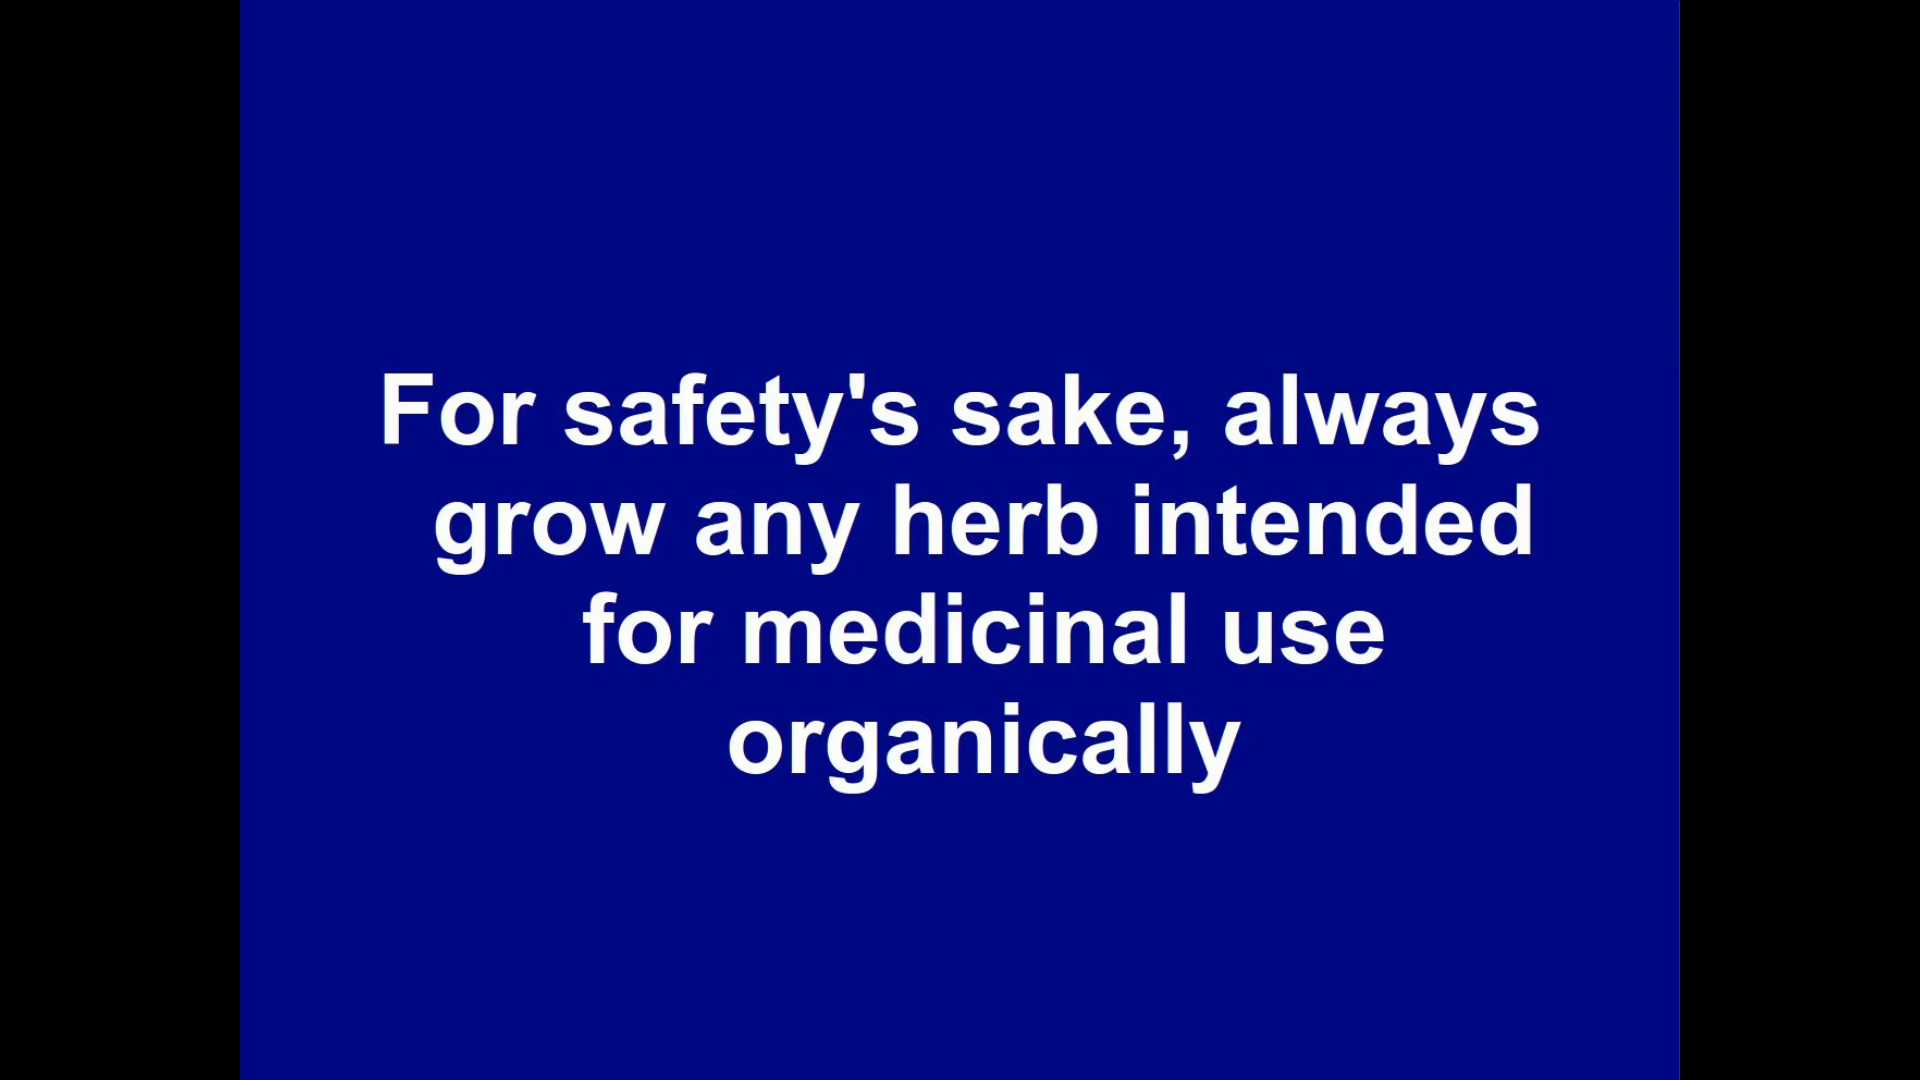 For safety's sake, always
grow any herb intended
for medicinal use
organically